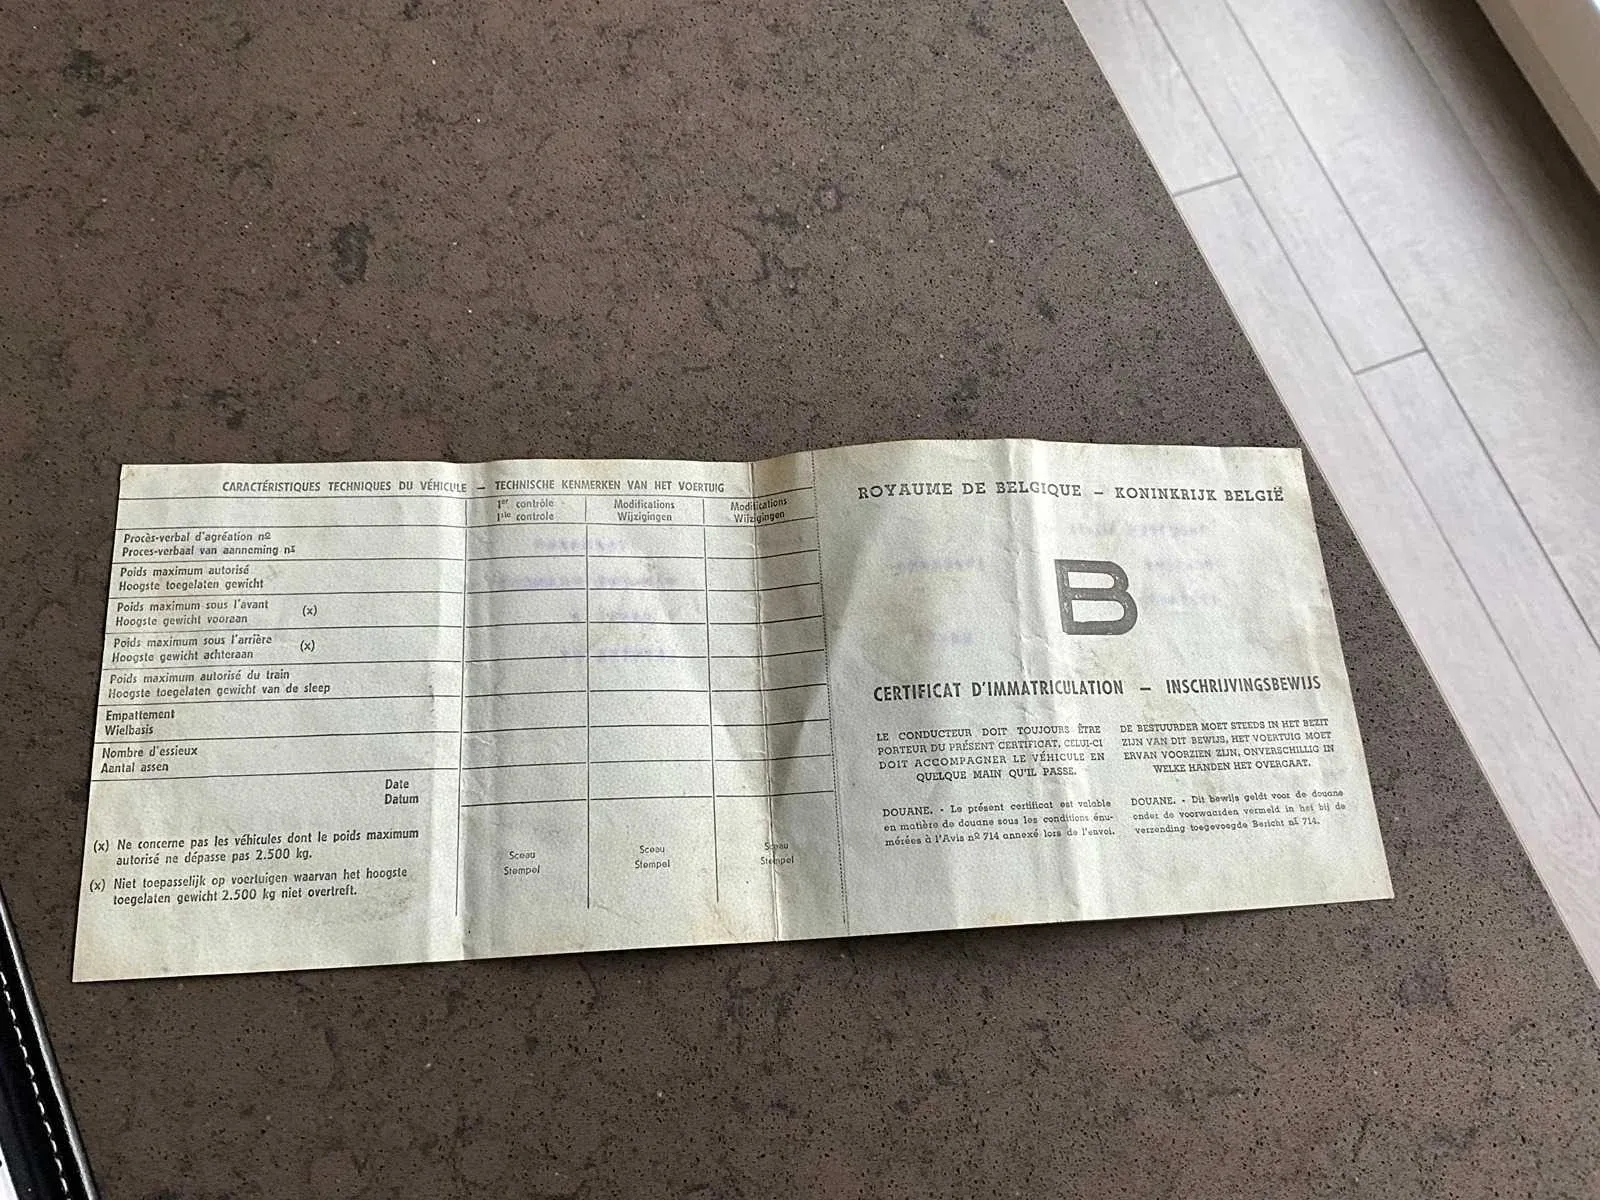 CARACTÉRISTIQUES TECHNIQUES DU VÉHICULE – TECHNISCHE KENMERKEN VAN HET VOERTUIG
1er contrôle
1ste controle
Modifications
Wijzigingen
Modifications
Wijzigingen
Procès-verbal d'agréation nº
Proces-verbaal van aanneming nr
Poids maximum autorisé
Hoogste toegelaten gewicht
Poids maximum sous l'avant (x)
Hoogste gewicht vooraan
Poids maximum sous l'arrière (x)
Hoogste gewicht achteraan
Poids maximum autorisé du train
Hoogste toegelaten gewicht van de sleep
Empattement
Wielbasis
Nombre d'essieux
Aantal assen
Date
Datum
(x) Ne concerne pas les véhicules dont le poids maximum
autorisé ne dépasse pas 2.500 kg.
(x) Niet toepasselijk op voertuigen waarvan het hoogste
toegelaten gewicht 2.500 kg niet overtreft.
Sceau
Stempel
Sceau
Stempel
Sceau
Stempel
ROYAUME DE BELGIQUE – KONINKRIJK BELGIË
B
CERTIFICAT D'IMMATRICULATION – INSCHRIJVINGSBEWIJS
LE CONDUCTEUR DOIT TOUJOURS ÊTRE
PORTEUR DU PRÉSENT CERTIFICAT, CELUI-CI
DOIT ACCOMPAGNER LE VÉHICULE EN
QUELQUE MAIN QU'IL PASSE.
DE BESTUURDER MOET STEEDS IN HET BEZIT
ZIJN VAN DIT BEWIJS, HET VOERTUIG MOET
ERVAN VOORZIEN ZIJN, ONVERSCHILLIG IN
WELKE HANDEN HET OVERGAAT.
DOUANE. - Le présent certificat est valable
en matière de douane sous les conditions énu-
mérées à l'Avis nº 714 annexé lors de l'envoi.
DOUANE. - Dit bewijs geldt voor de douane
onder de voorwaarden vermeld in het bij de
verzending toegevoegde Bericht nr 714.